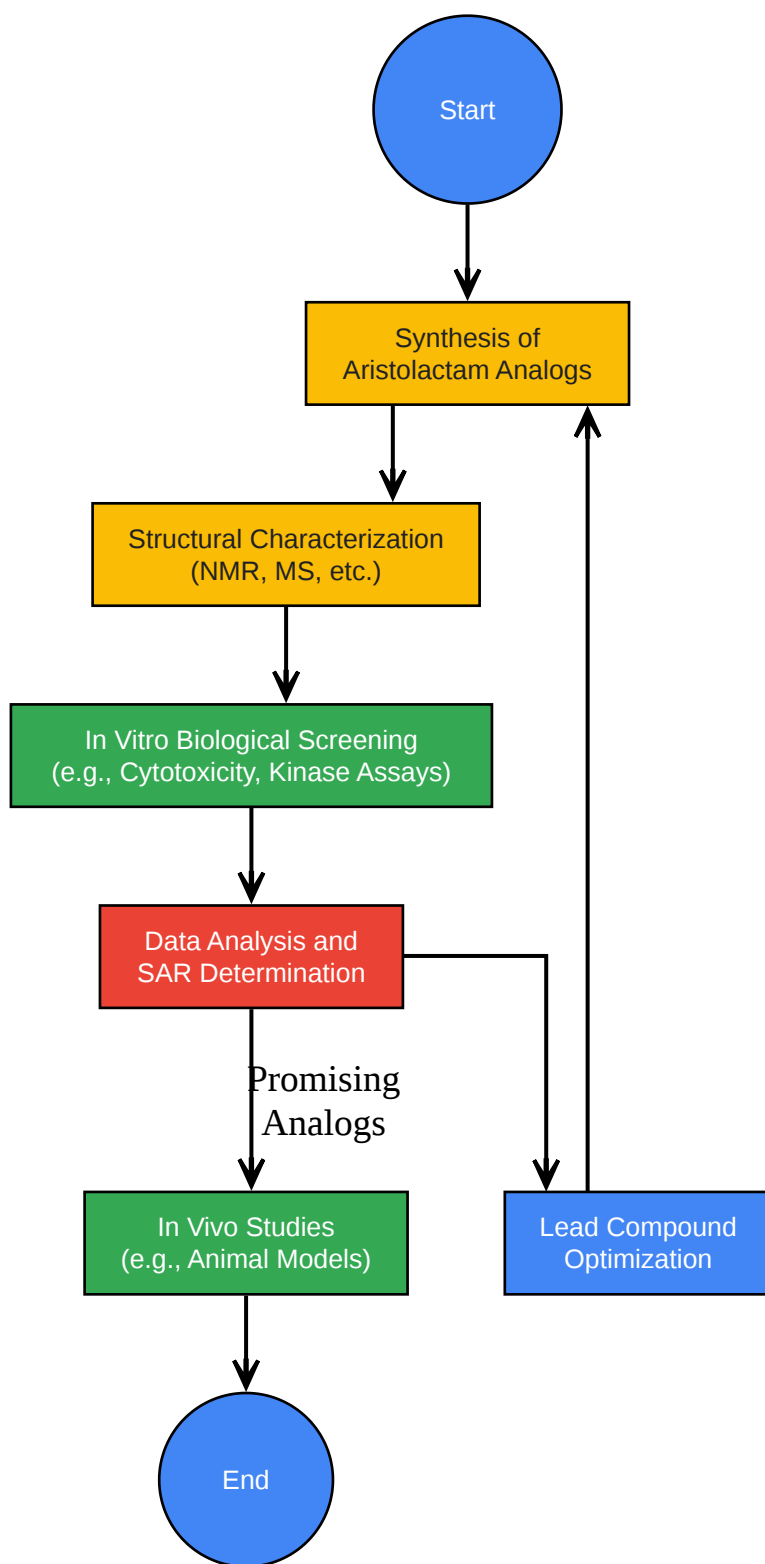 Start
Synthesis of
Aristolactam Analogs
Structural Characterization
(NMR, MS, etc.)
In Vitro Biological Screening
(e.g., Cytotoxicity, Kinase Assays)
Data Analysis and
SAR Determination
Promising
Analogs
In Vivo Studies
(e.g., Animal Models)
Lead Compound
Optimization
End